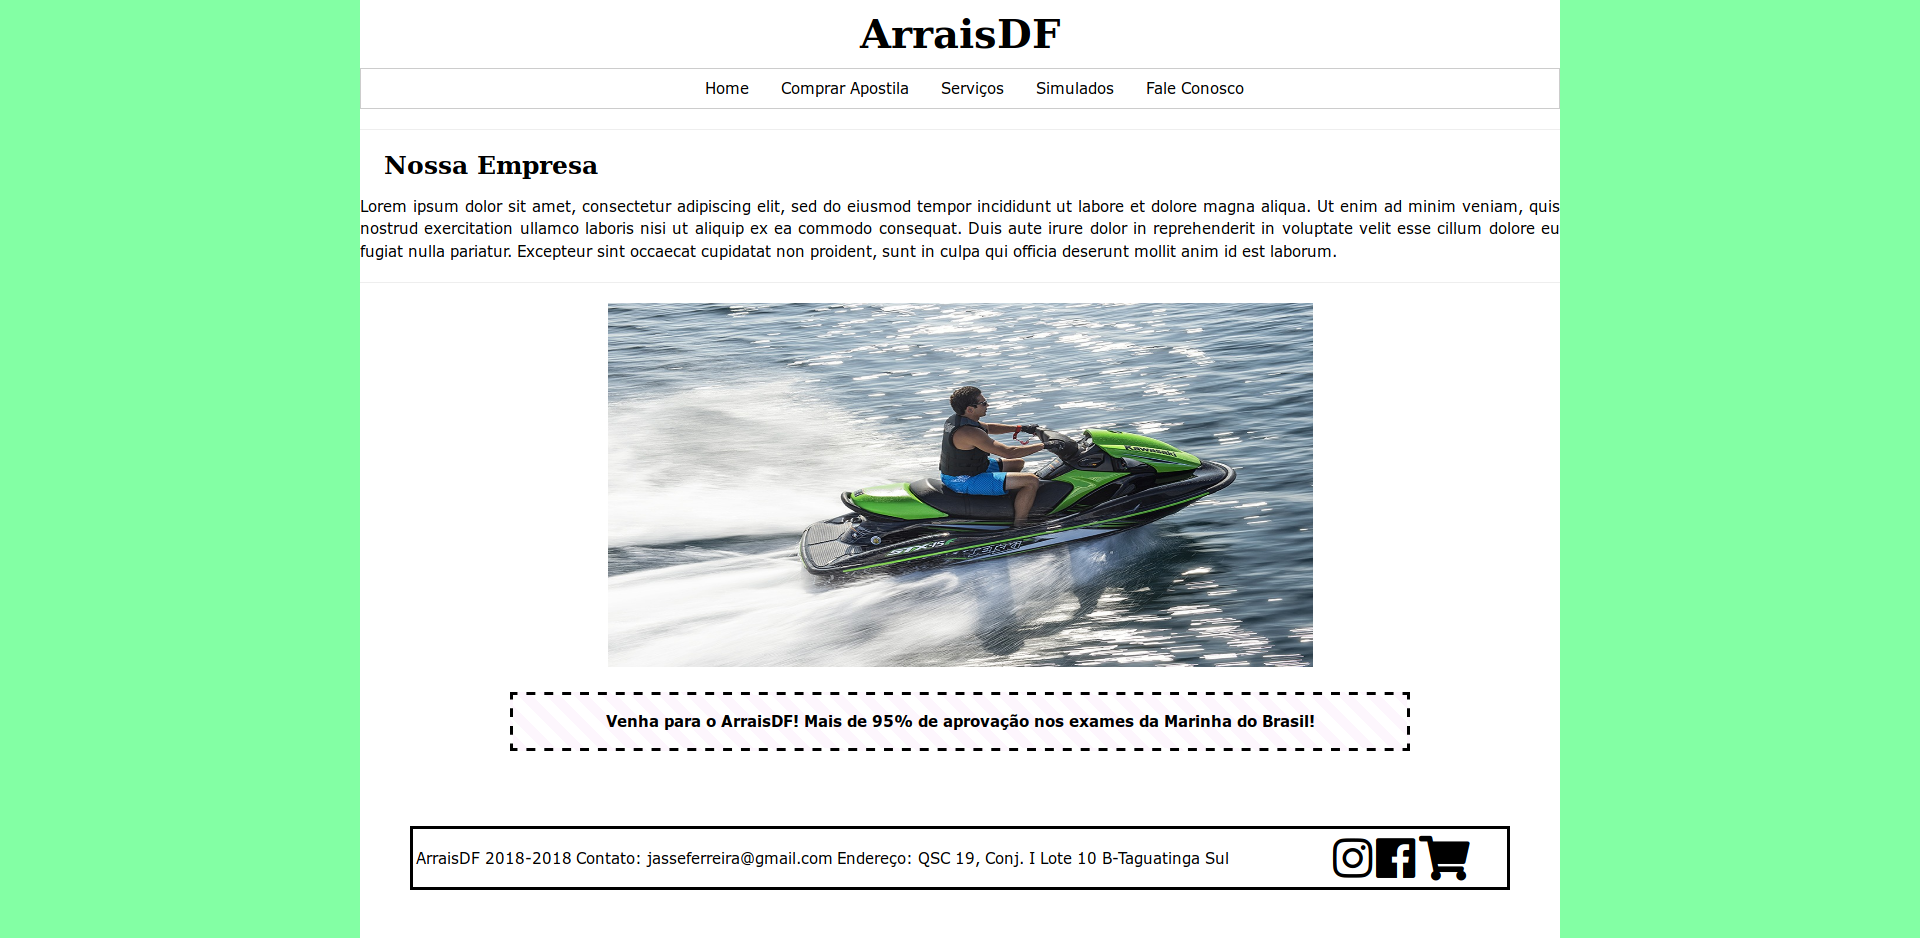 ArraisDF
Home Comprar Apostila Serviços Simulados Fale Conosco
Nossa Empresa
Lorem ipsum dolor sit amet, consectetur adipiscing elit, sed do eiusmod tempor incididunt ut labore et dolore magna aliqua. Ut enim ad minim veniam, quis
nostrud exercitation ullamco laboris nisi ut aliquip ex ea commodo consequat. Duis aute irure dolor in reprehenderit in voluptate velit esse cillum dolore eu
fugiat nulla pariatur. Excepteur sint occaecat cupidatat non proident, sunt in culpa qui officia deserunt mollit anim id est laborum.
Kawasaki
STX-15F
Venha para o ArraisDF! Mais de 95% de aprovação nos exames da Marinha do Brasil!
ArraisDF 2018-2018 Contato: jasseferreira@gmail.com Endereço: QSC 19, Conj. I Lote 10 B-Taguatinga Sul